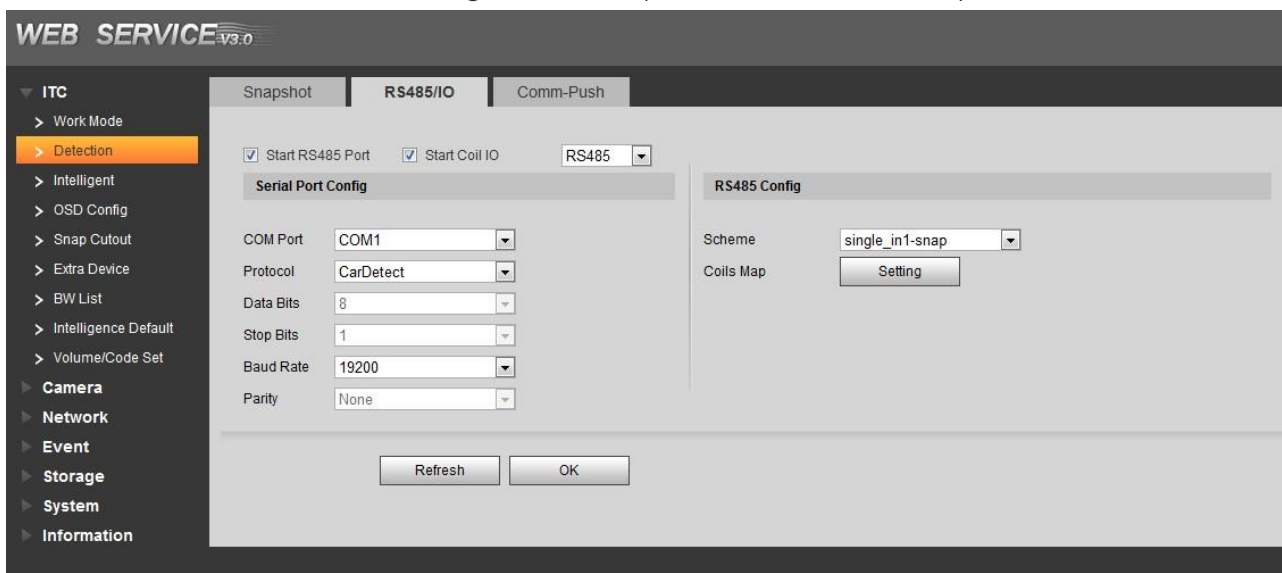 WEB SERVICE V3.0
ITC
Work Mode
Detection
Intelligent
OSD Config
Snap Cutout
Extra Device
BW List
Intelligence Default
Volume/Code Set
Camera
Network
Event
Storage
System
Information
Snapshot RS485/IO Comm-Push
Start RS485 Port Start Coil IO RS485
Serial Port Config
COM Port COM1
Protocol CarDetect
Data Bits 8
Stop Bits 1
Baud Rate 19200
Parity None
RS485 Config
Scheme single_in1-snap
Coils Map Setting
Refresh OK